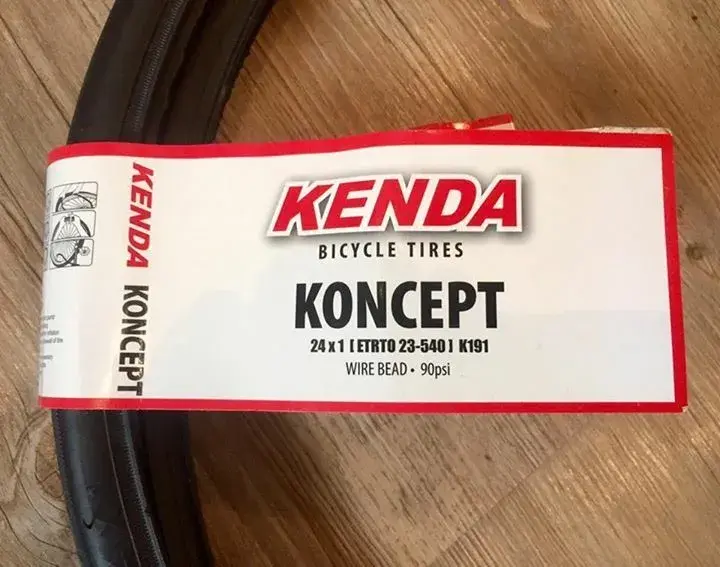 KENDA
BICYCLE TIRES
KONCEPT
24 x 1 [ ETRTO 23-540 ] K191
WIRE BEAD • 90psi
KENDA KONCEPT